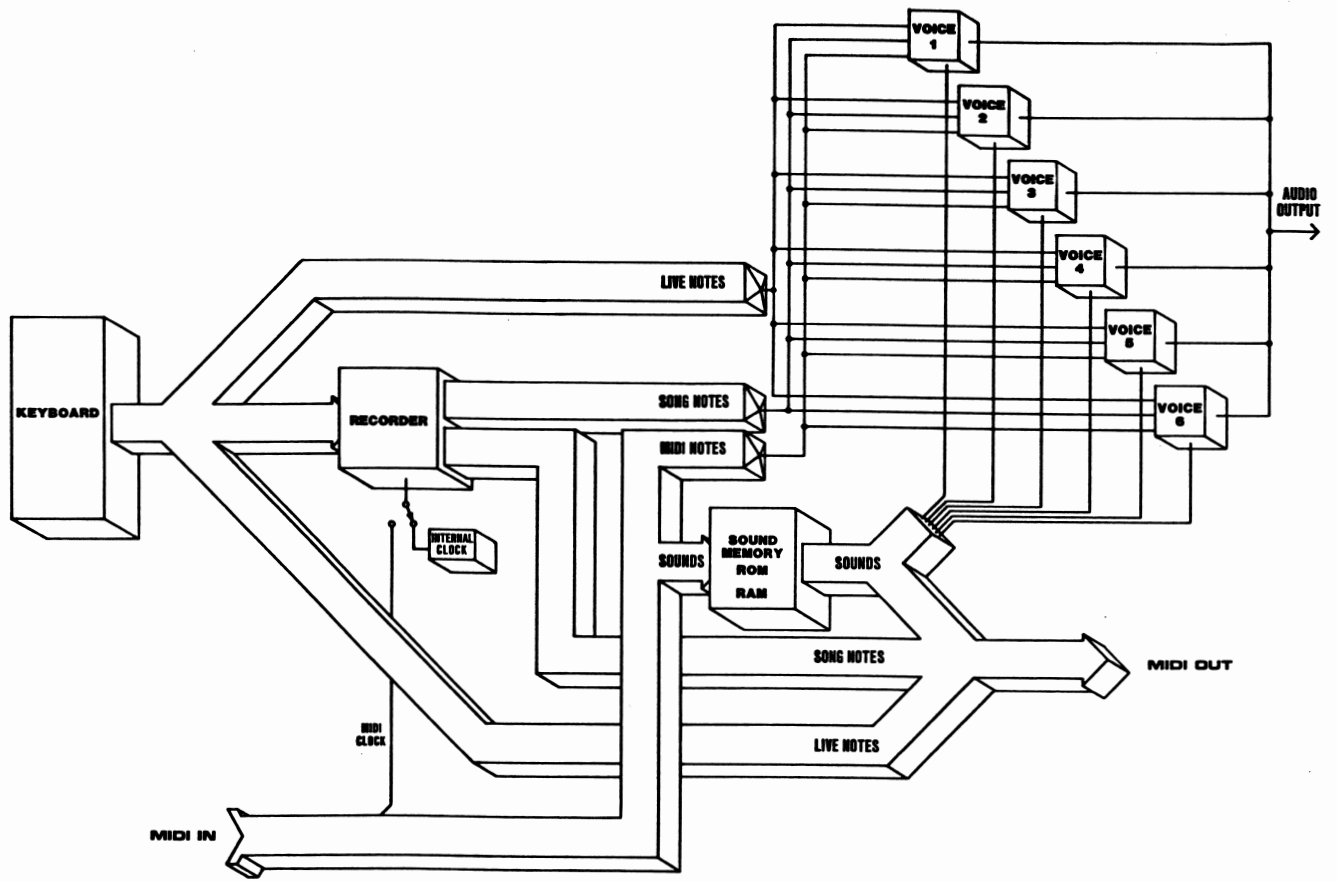 VOICE
1
VOICE
2
VOICE
3
AUDIO
OUTPUT
VOICE
4
LIVE NOTES
VOICE
5
KEYBOARD
RECORDER
SONG NOTES
VOICE
6
MIDI NOTES
INTERNAL
CLOCK
SOUNDS
SOUND
MEMORY
ROM
RAM
SOUNDS
SONG NOTES
MIDI OUT
MIDI
CLOCK
LIVE NOTES
MIDI IN